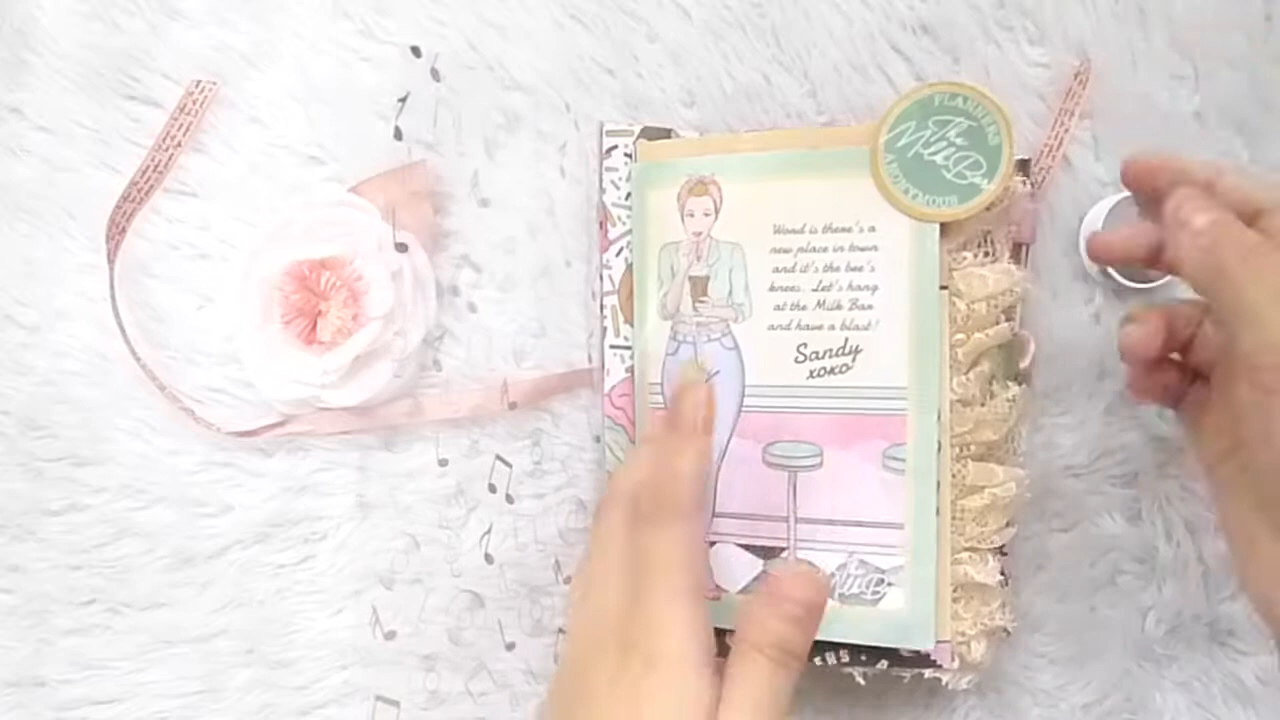 PLANNERS
The
Milk Bar
ANONYMOUS
Word is there's a
new place in town
and it's the bee's
knees. Let's hang
at the Milk Bar
and have a blast!
Sandy
xoxo